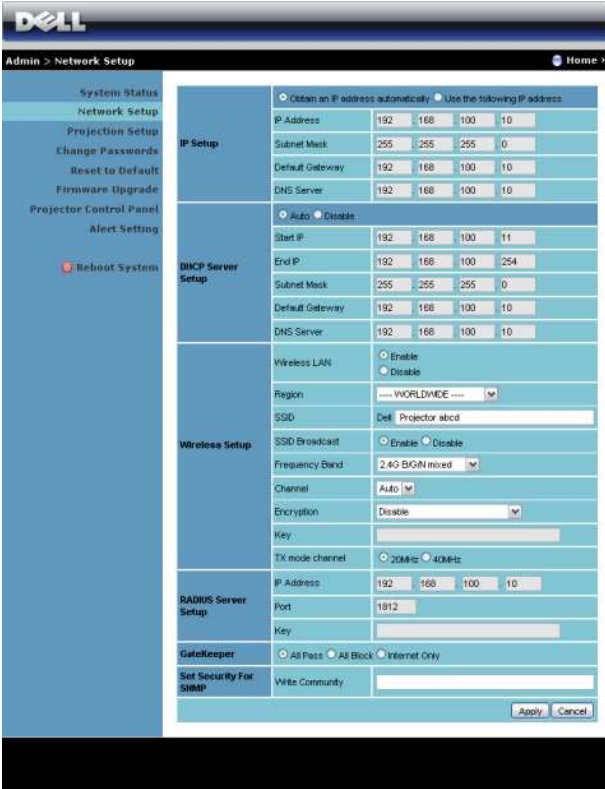 DELL
Admin > Network Setup
Home ›
System Status
Network Setup
Projection Setup
Change Passwords
Reset to Default
Firmware Upgrade
Projector Control Panel
Alert Setting
Reboot System
IP Setup
Obtain an IP address automatically Use the following IP address
IP Address 192 . 168 . 100 . 10
Subnet Mask 255 . 255 . 255 . 0
Default Gateway 192 . 168 . 100 . 10
DNS Server 192 . 168 . 100 . 10
DHCP Server Setup
Auto Disable
Start IP 192 . 168 . 100 . 11
End IP 192 . 168 . 100 . 254
Subnet Mask 255 . 255 . 255 . 0
Default Gateway 192 . 168 . 100 . 10
DNS Server 192 . 168 . 100 . 10
Wireless Setup
Wireless LAN Enable
Disable
Region ---- WORLDWIDE ----
SSID Dell Projector abcd
SSID Broadcast Enable Disable
Frequency Band 2.4G B/G/N mixed
Channel Auto
Encryption Disable
Key
TX mode channel 20MHz 40MHz
RADIUS Server Setup
IP Address 192 . 168 . 100 . 10
Port 1812
Key
GateKeeper All Pass All Block Internet Only
Set Security For SNMP Write Community
Apply Cancel